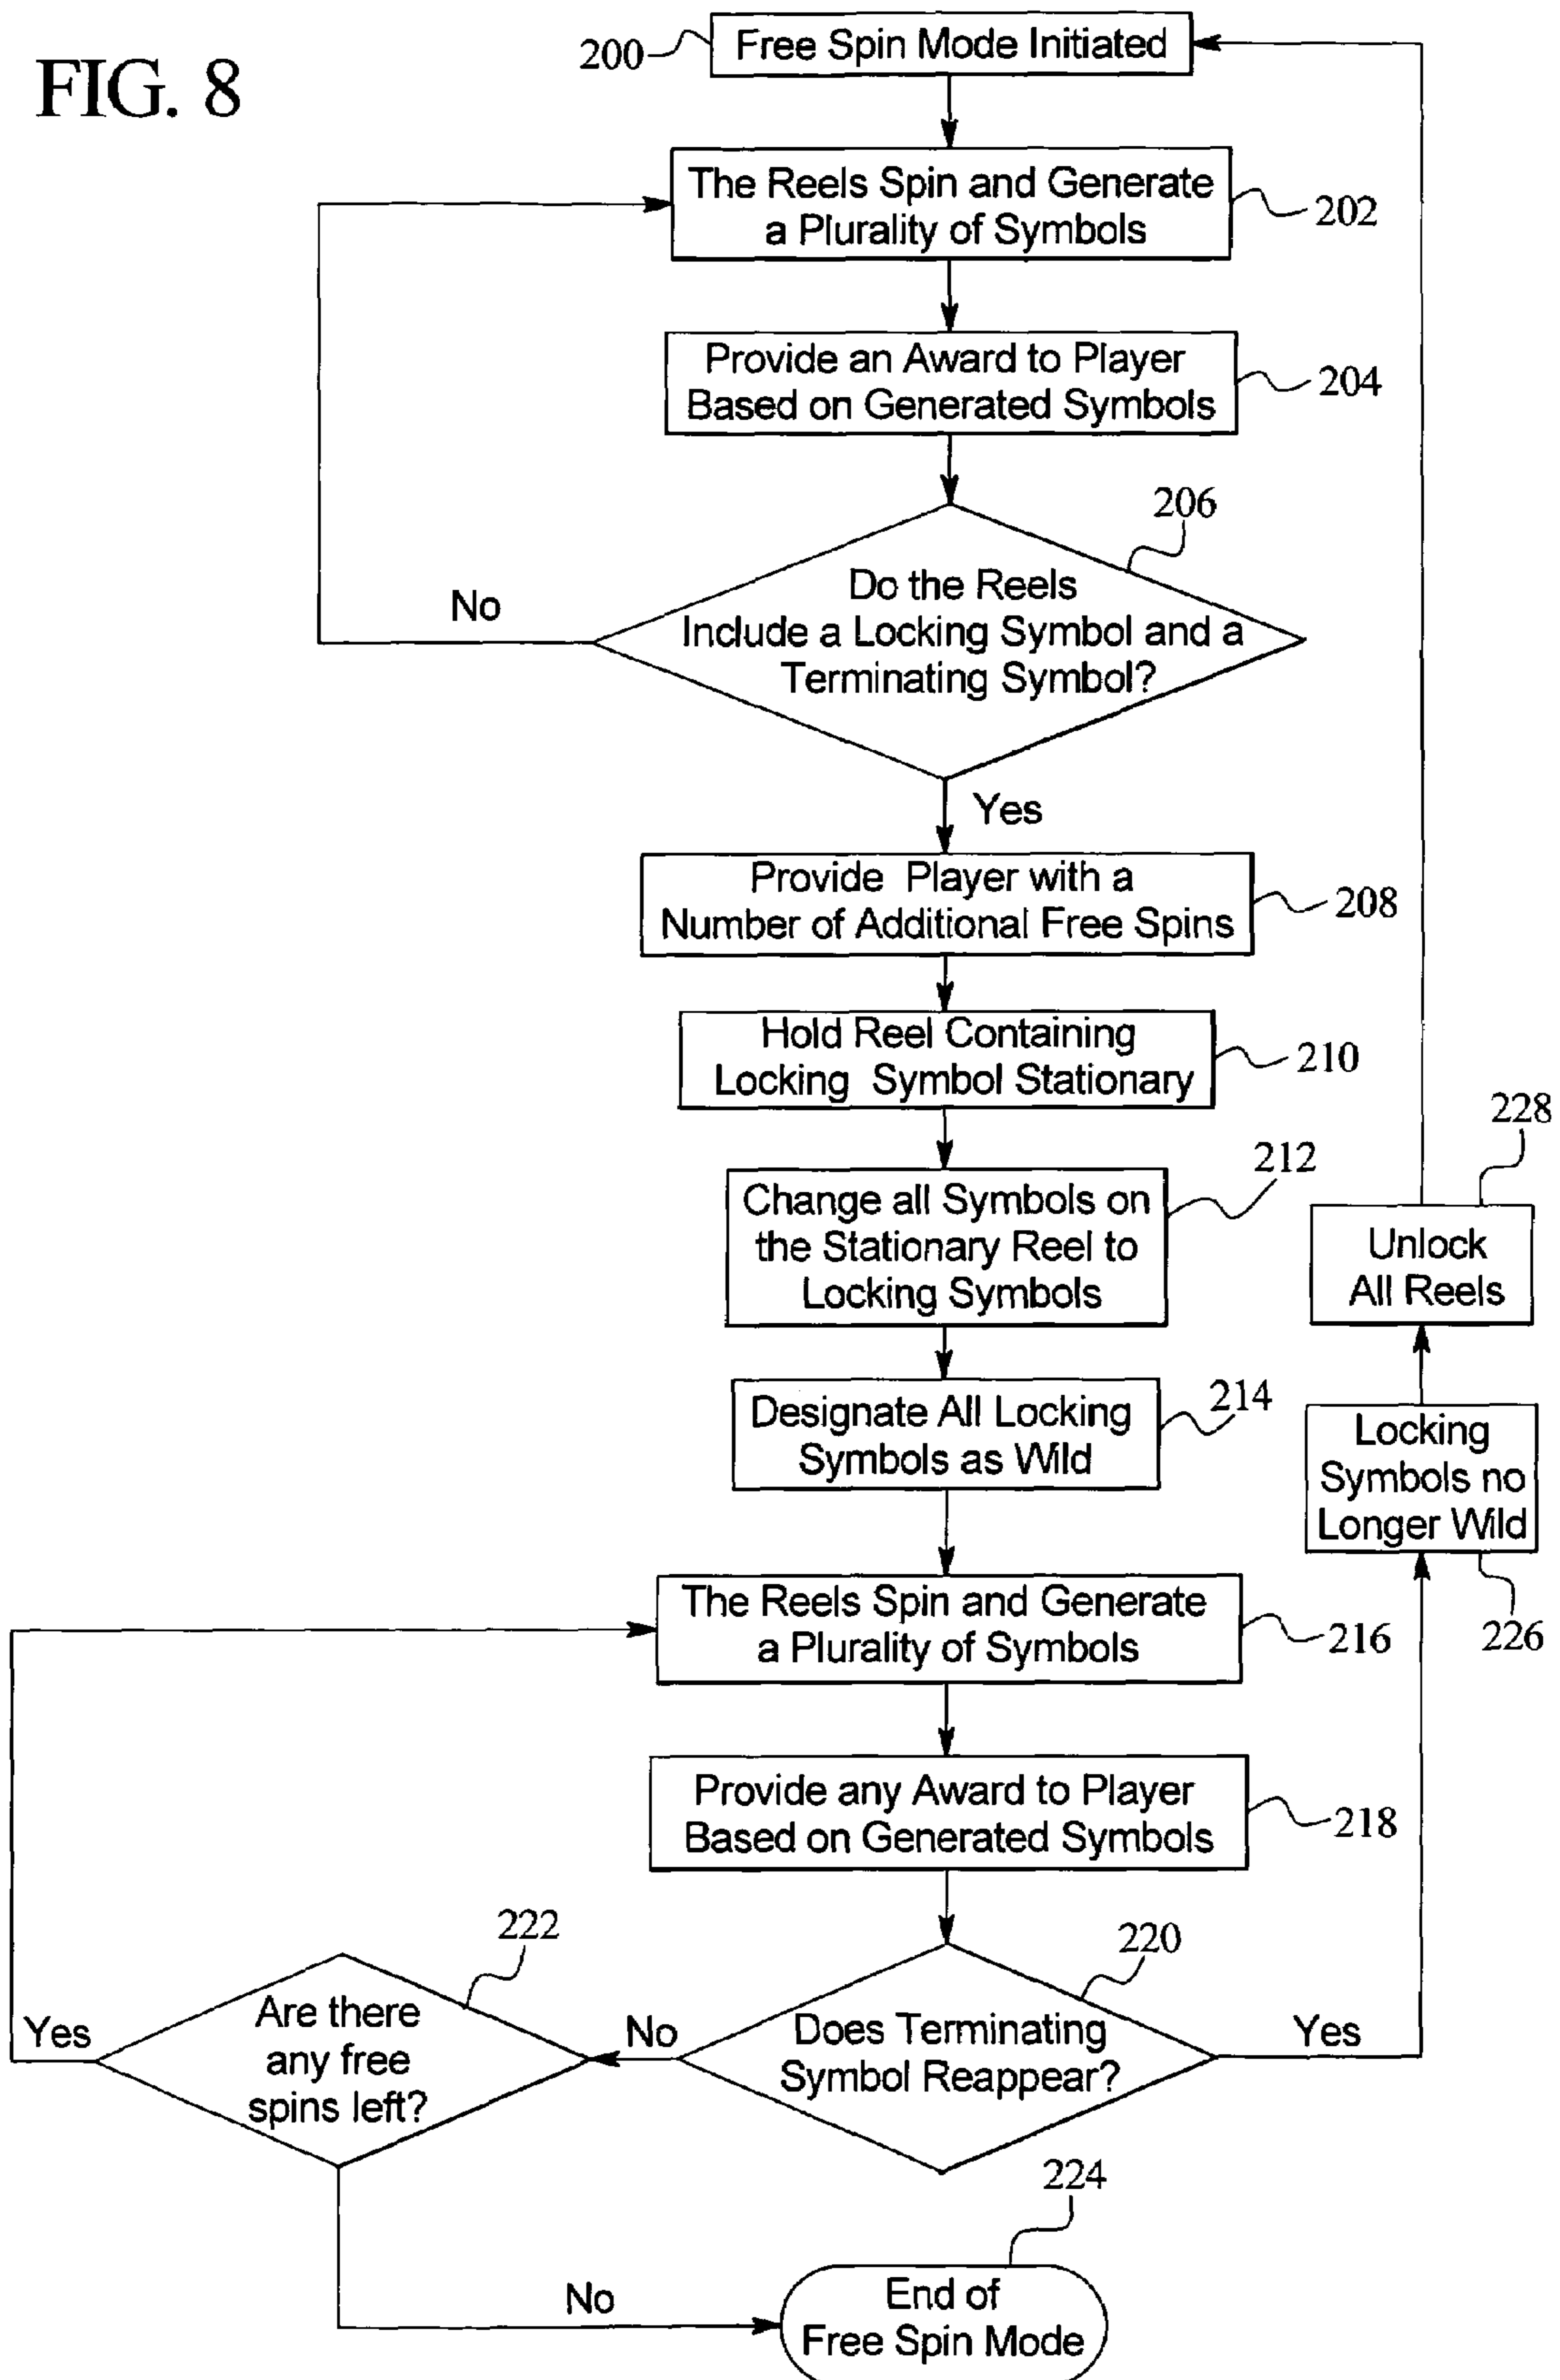 FIG. 8
200
Free Spin Mode Initiated
The Reels Spin and Generate
a Plurality of Symbols
202
Provide an Award to Player
Based on Generated Symbols
204
206
Do the Reels
Include a Locking Symbol and a
Terminating Symbol?
No
Yes
Provide Player with a
Number of Additional Free Spins
208
Hold Reel Containing
Locking Symbol Stationary
210
Change all Symbols on
the Stationary Reel to
Locking Symbols
212
228
Unlock
All Reels
Designate All Locking
Symbols as Wild
214
Locking
Symbols no
Longer Wild
226
The Reels Spin and Generate
a Plurality of Symbols
216
Provide any Award to Player
Based on Generated Symbols
218
220
Does Terminating
Symbol Reappear?
Yes
No
222
Are there
any free
spins left?
Yes
No
224
End of
Free Spin Mode